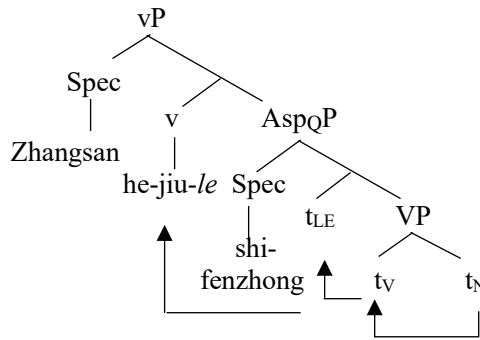 vP
Spec
v AspQP
Zhangsan
he-jiu-le Spec
tLE VP
shi-
fenzhong tV tN